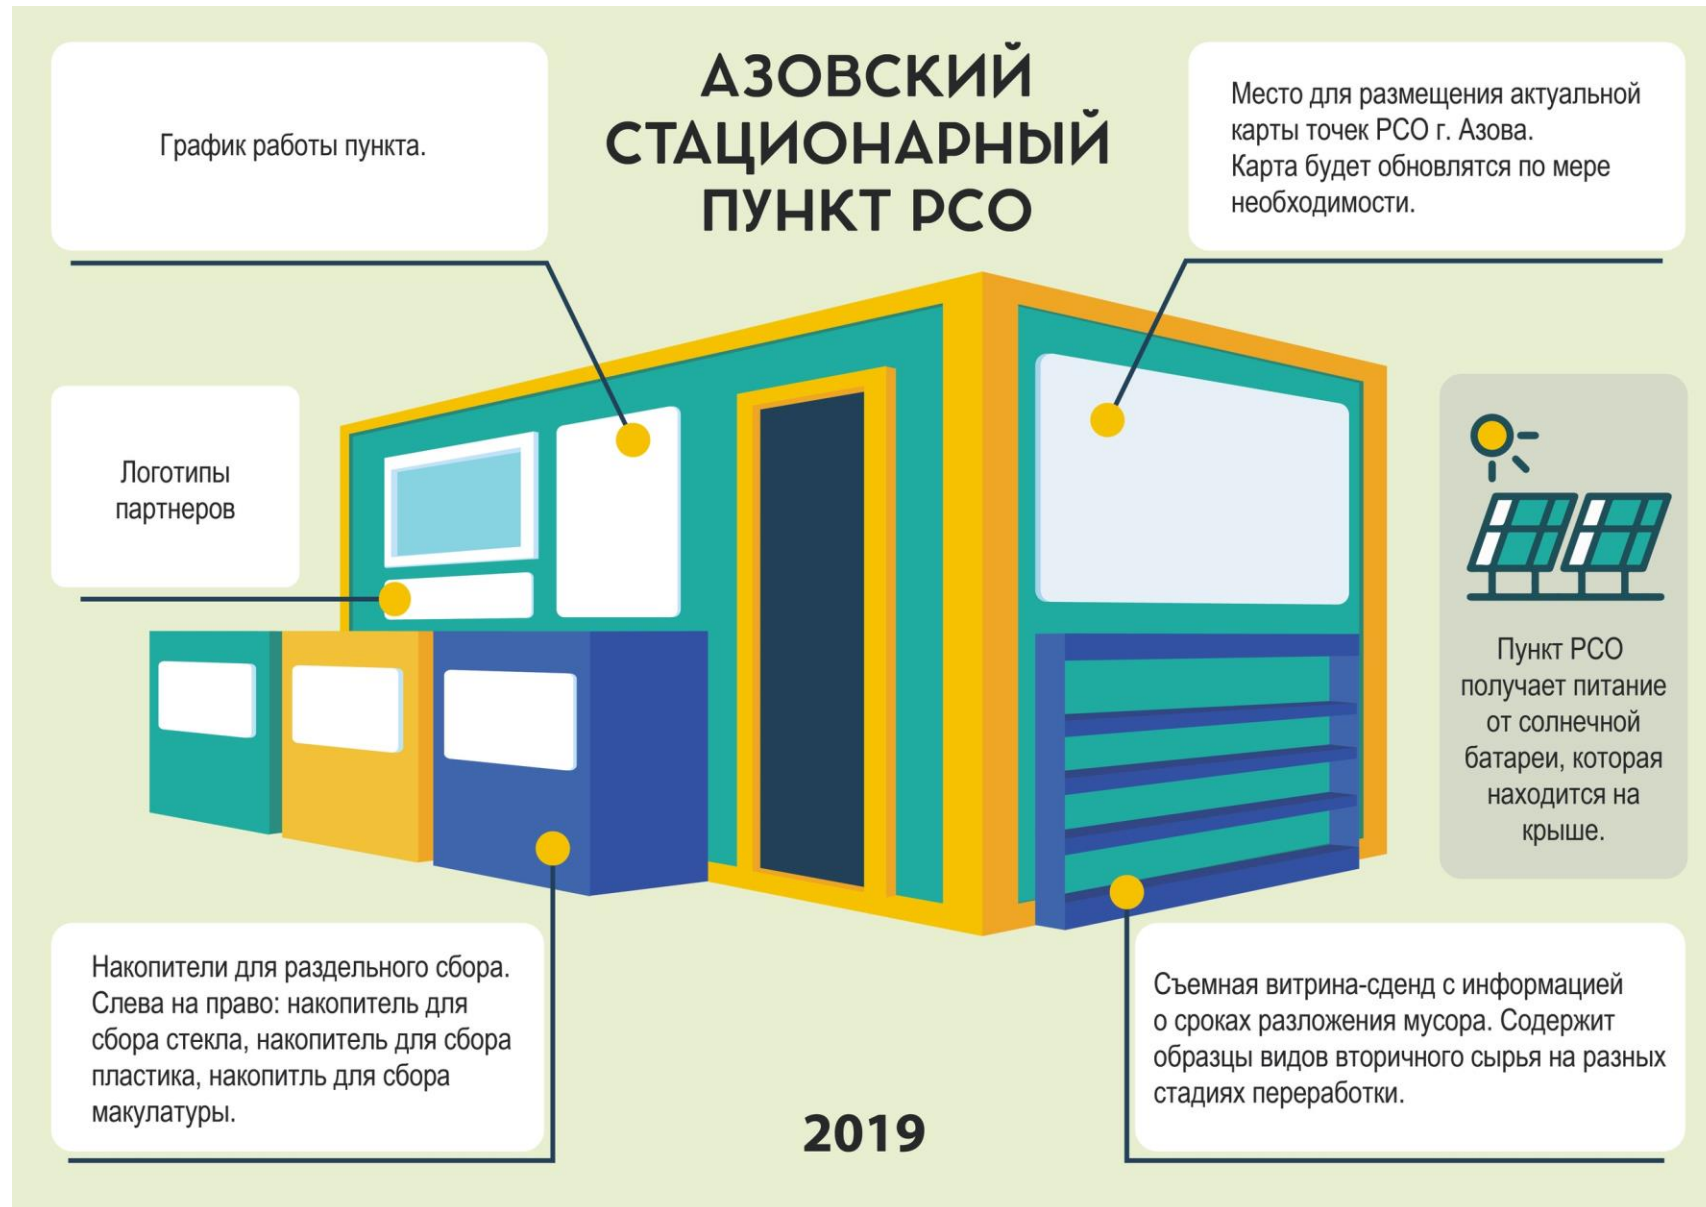 АЗОВСКИЙ
СТАЦИОНАРНЫЙ
ПУНКТ РСО
График работы пункта.
Место для размещения актуальной
карты точек РСО г. Азова.
Карта будет обновлятся по мере
необходимости.
Логотипы
партнеров
Пункт РСО
получает питание
от солнечной
батареи, которая
находится на
крыше.
Накопители для раздельного сбора.
Слева на право: накопитель для
сбора стекла, накопитель для сбора
пластика, накопитль для сбора
макулатуры.
Съемная витрина-сденд с информацией
о сроках разложения мусора. Содержит
образцы видов вторичного сырья на разных
стадиях переработки.
2019